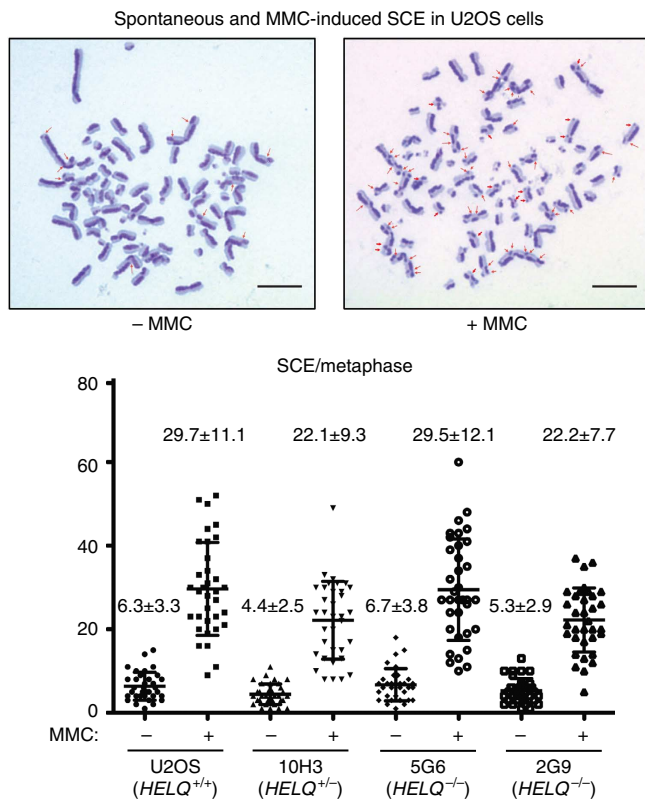 Spontaneous and MMC-induced SCE in U2OS cells
– MMC
+ MMC
SCE/metaphase
80
60
40
20
0
29.7±11.1
22.1±9.3
29.5±12.1
22.2±7.7
6.3±3.3
4.4±2.5
6.7±3.8
5.3±2.9
MMC: – + – + – + – +
U2OS 10H3 5G6 2G9
(HELQ+/+) (HELQ+/–) (HELQ–/–) (HELQ–/–)